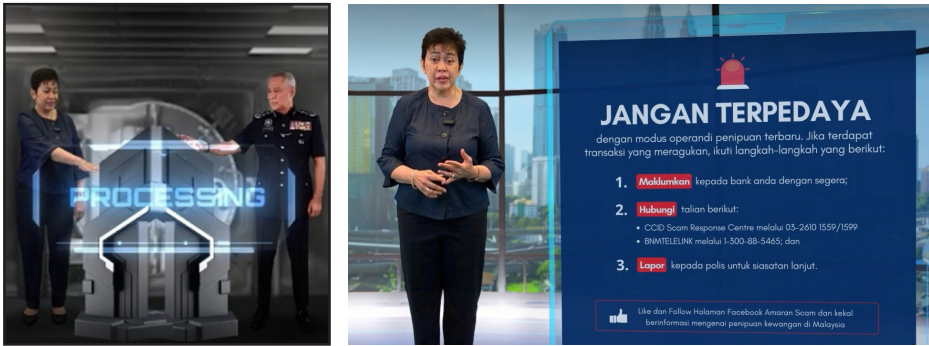 PROCESSING
JANGAN TERPEDAYA
dengan modus operandi penipuan terbaru. Jika terdapat
transaksi yang meragukan, ikuti langkah-langkah yang berikut:
1. Maklumkan kepada bank anda dengan segera;
2. Hubungi talian berikut:
• CCID Scam Response Centre melalui 03-2610 1559/1599
• BNMTELELINK melalui 1-300-88-5465; dan
3. Lapor kepada polis untuk siasatan lanjut.
Like dan Follow Halaman Facebook Amaran Scam dan kekal
berinformasi mengenai penipuan kewangan di Malaysia